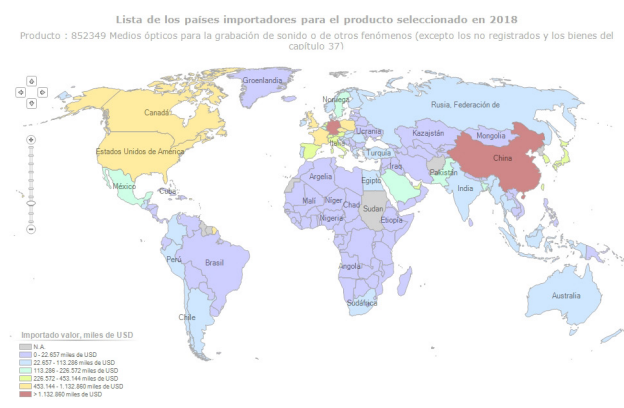 Lista de los países importadores para el producto seleccionado en 2018
Producto : 852349 Medios ópticos para la grabación de sonido o de otros fenómenos (excepto los no registrados y los bienes del
capítulo 37)
Groenlandia
Noruega
Rusia, Federación de
Canadá
Ucrania
Kazajstán
Mongolia
Estados Unidos de América
Italia
Turquía
China
Iraq
Pakistán
Argelia
Egipto
México
Cuba
India
Malí
Níger
Chad
Sudán
Nigeria
Etiopía
Perú
Brasil
Angola
Australia
Chile
Sudáfrica
Importado valor, miles de USD
N.A.
0 - 22.657 miles de USD
22.657 - 113.286 miles de USD
113.286 - 226.572 miles de USD
226.572 - 453.144 miles de USD
453.144 - 1.132.860 miles de USD
> 1.132.860 miles de USD